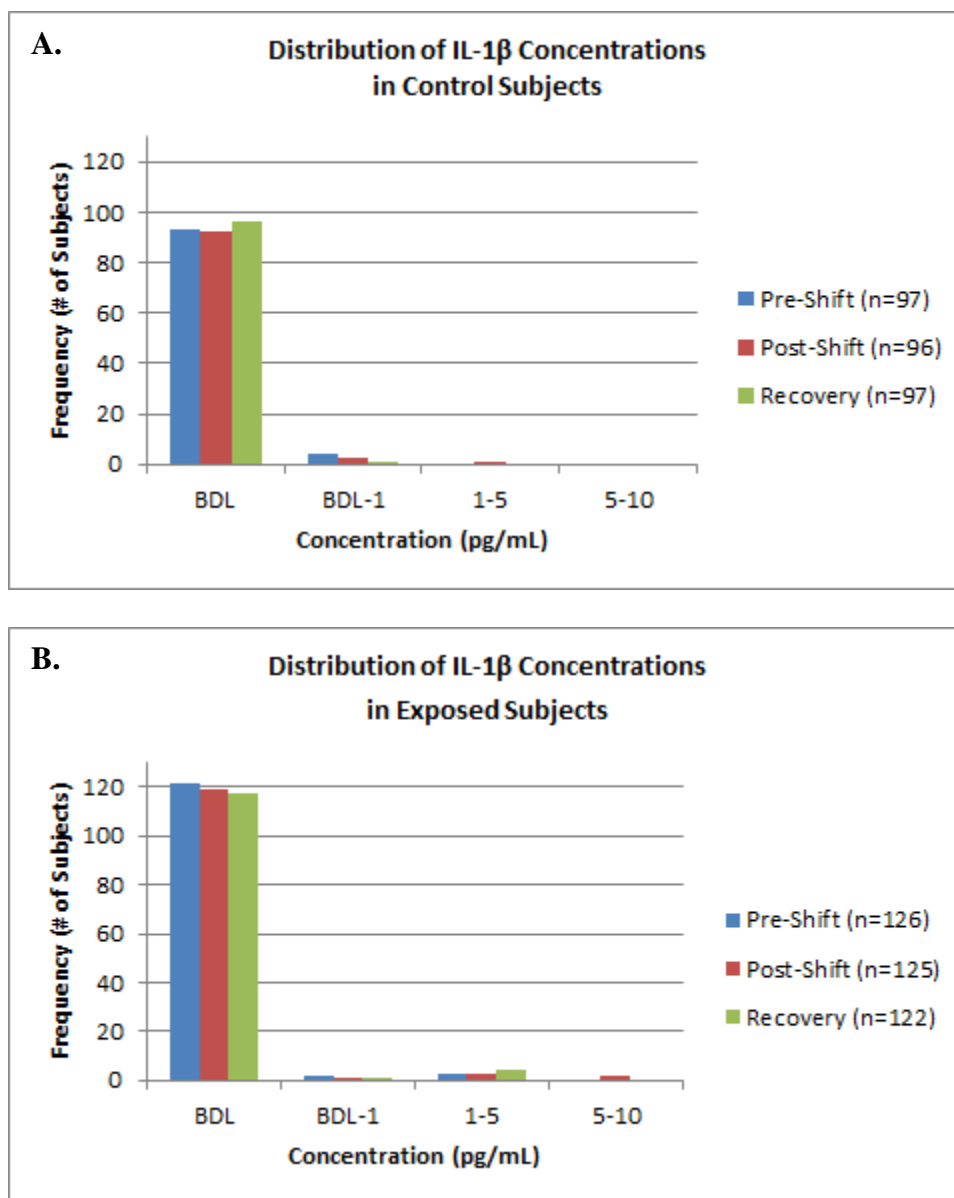 A.
Distribution of IL-1β Concentrations
in Control Subjects
Frequency (# of Subjects)
120
100
80
60
40
20
0
BDL BDL-1 1-5 5-10
Concentration (pg/mL)
Pre-Shift (n=97)
Post-Shift (n=96)
Recovery (n=97)
B.
Distribution of IL-1β Concentrations
in Exposed Subjects
Frequency (# of Subjects)
120
100
80
60
40
20
0
BDL BDL-1 1-5 5-10
Concentration (pg/mL)
Pre-Shift (n=126)
Post-Shift (n=125)
Recovery (n=122)